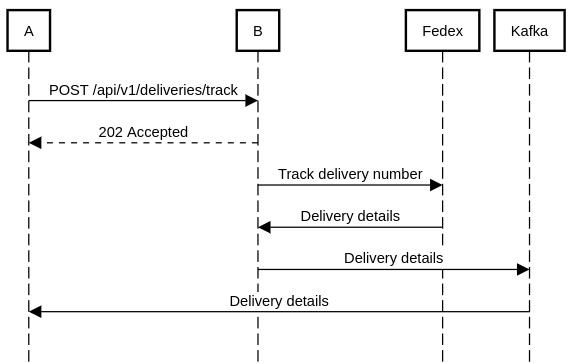 A
B
Fedex
Kafka
POST /api/v1/deliveries/track
202 Accepted
Track delivery number
Delivery details
Delivery details
Delivery details